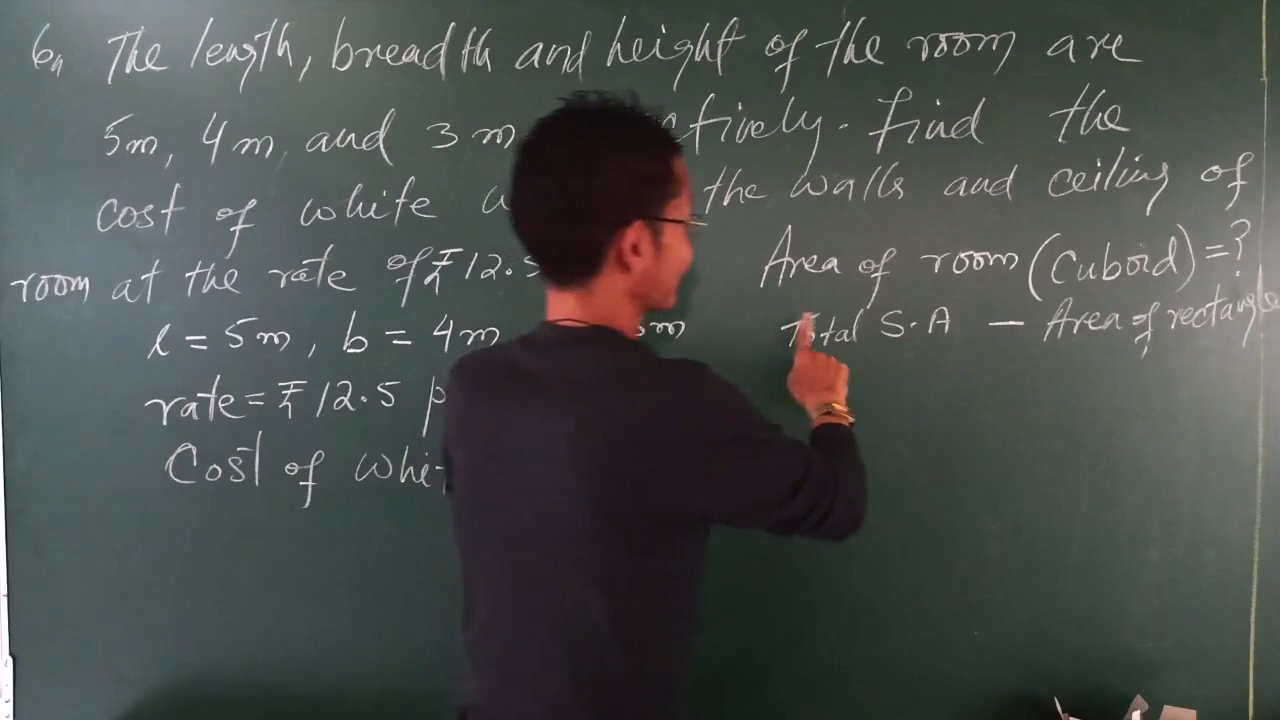 6, The length, breadth and height of the room are
5m, 4m, and 3m tively. Find the
cost of white w the walls and ceiling of
room at the rate of ₹12.5
l = 5m, b = 4m m
rate = ₹12.5 p
Cost of whi
Area of room (Cuboid) = ?
Total S.A — Area of rectangle